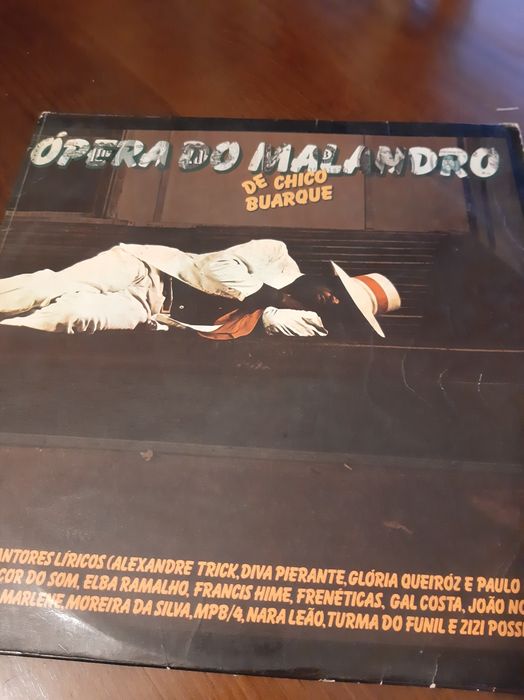 ÓPERA DO MALANDRO
DE CHICO
BUARQUE
ANTORES LÍRICOS (ALEXANDRE TRICK, DIVA PIERANTE, GLÓRIA QUEIRÓZ E PAULO
COR DO SOM, ELBA RAMALHO, FRANCIS HIME, FRENÉTICAS, GAL COSTA, JOÃO NO
MARLENE, MOREIRA DA SILVA, MPB/4, NARA LEÃO, TURMA DO FUNIL E ZIZI POSS